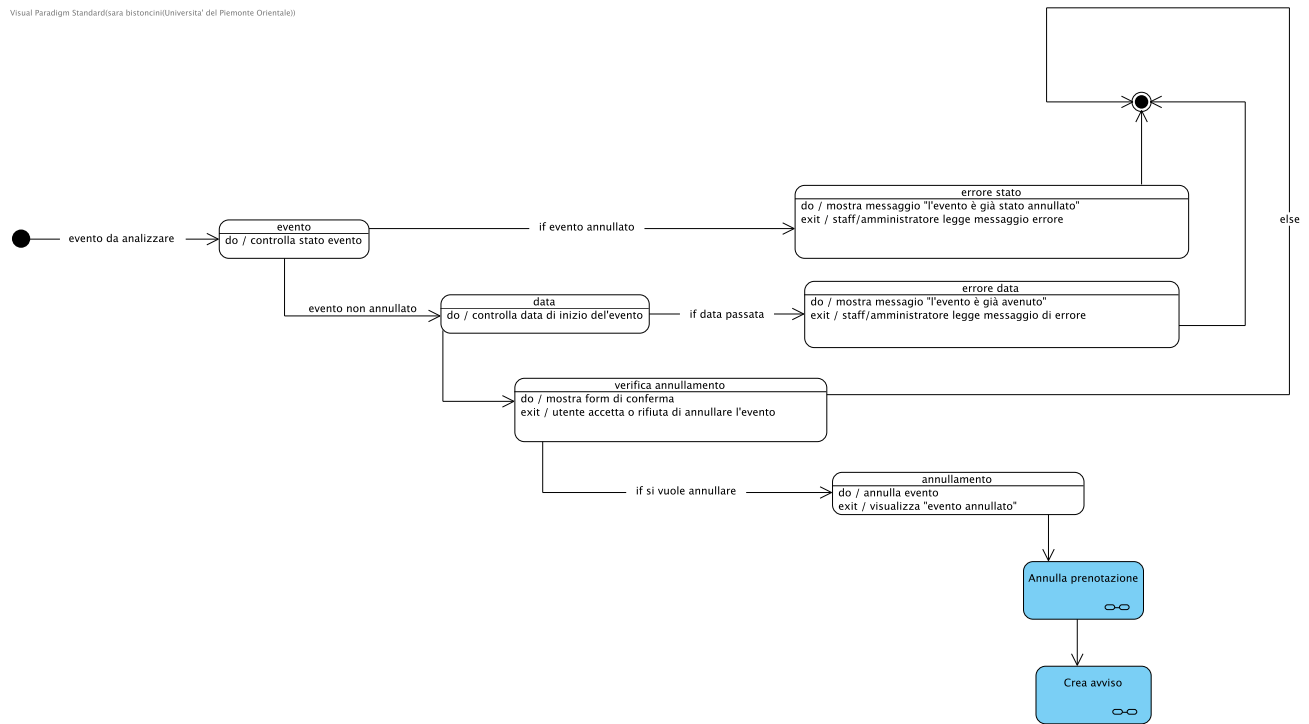 Visual Paradigm Standard(sara bistoncini(Universita' del Piemonte Orientale))
errore stato
do / mostra messaggio "l'evento è già stato annullato"
exit / staff/amministratore legge messaggio errore
else
evento da analizzare
evento
do / controlla stato evento
if evento annullato
errore data
do / mostra messagio "l'evento è già avenuto"
exit / staff/amministratore legge messaggio di errore
evento non annullato
data
do / controlla data di inizio del'evento
if data passata
verifica annullamento
do / mostra form di conferma
exit / utente accetta o rifiuta di annullare l'evento
if si vuole annullare
annullamento
do / annulla evento
exit / visualizza "evento annullato"
Annulla prenotazione
Crea avviso